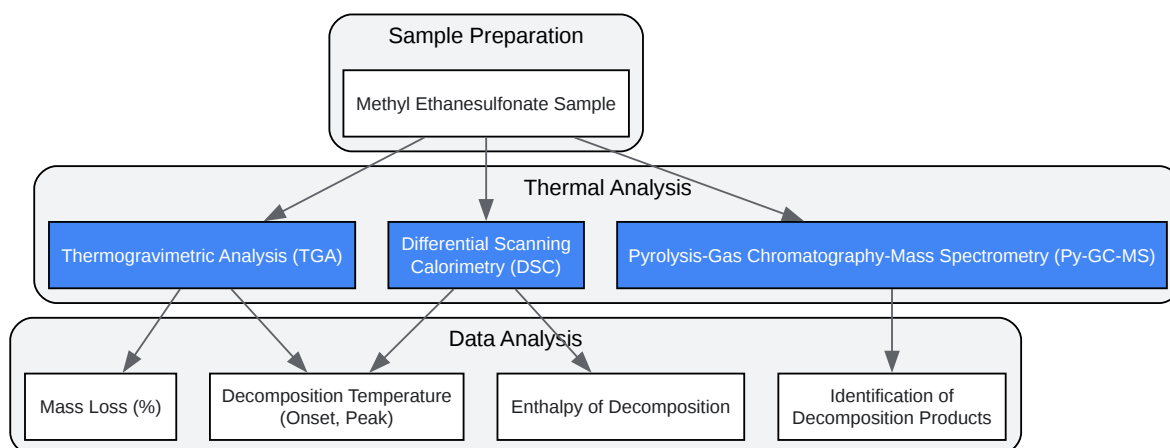 Sample Preparation
Methyl Ethanesulfonate Sample
Thermal Analysis
Thermogravimetric Analysis (TGA)
Differential Scanning
Calorimetry (DSC)
Pyrolysis-Gas Chromatography-Mass Spectrometry (Py-GC-MS)
Data Analysis
Mass Loss (%)
Decomposition Temperature
(Onset, Peak)
Enthalpy of Decomposition
Identification of
Decomposition Products